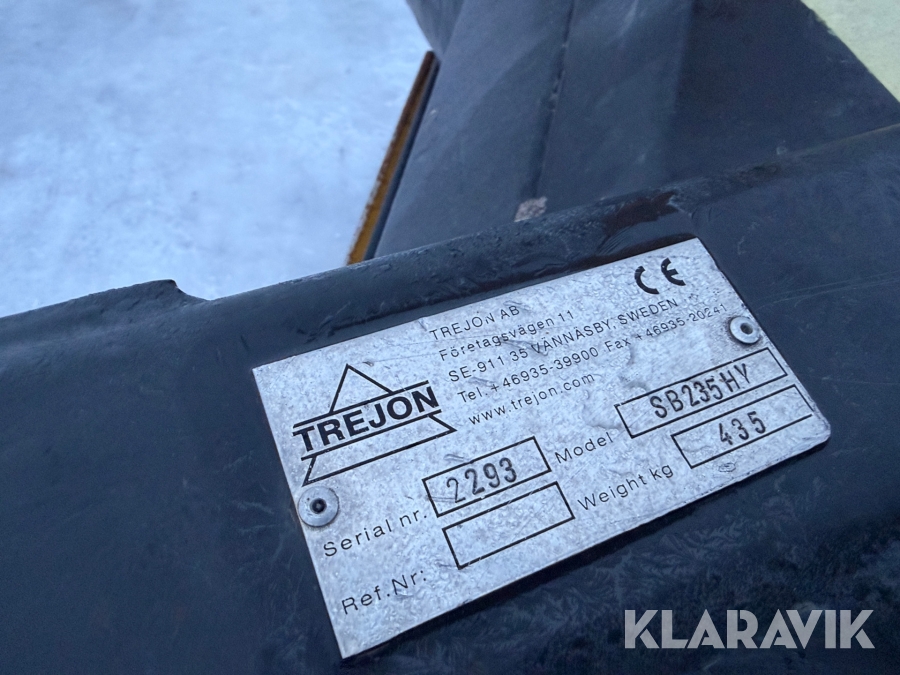 TREJON AB
Företagsvägen 11
SE-911 35 VÄNNÄSBY, SWEDEN
Tel. +46935-39900 Fax +46935-20241
www.trejon.com
CE
TREJON
Serial nr. 2293 Model SB235HY
Ref.Nr: Weight kg 435
KLARAVIK